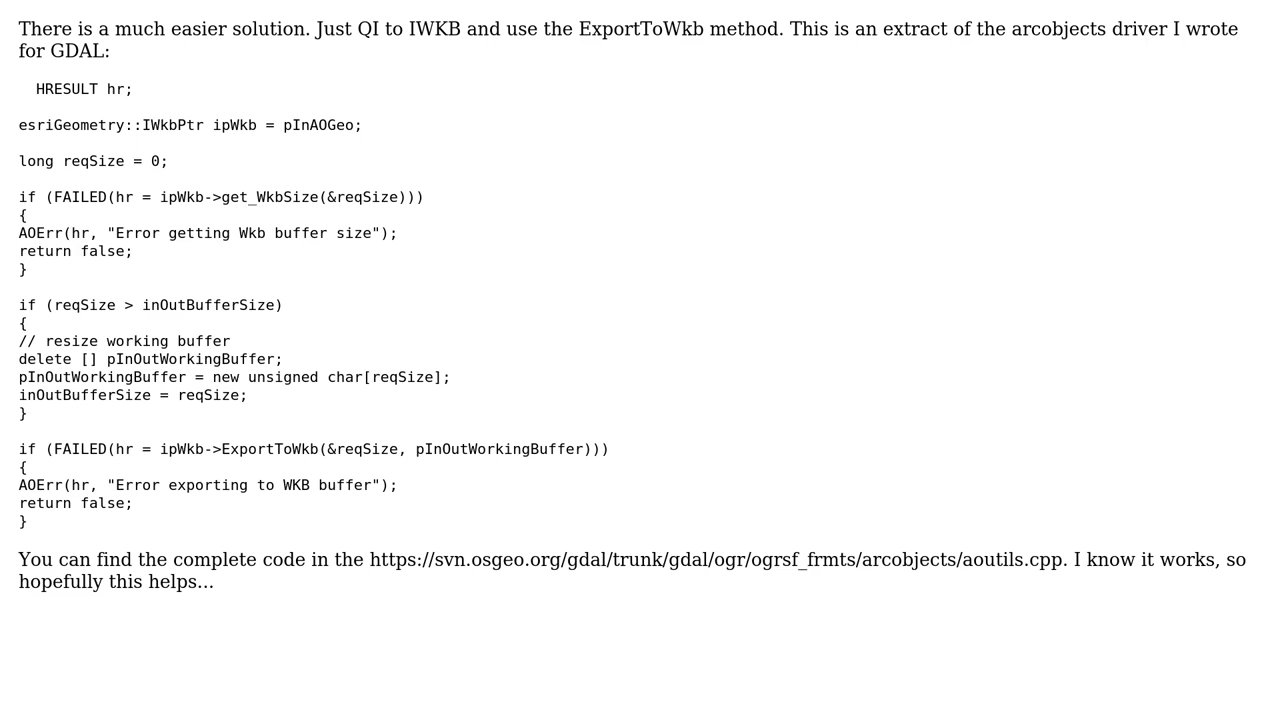 There is a much easier solution. Just QI to IWKB and use the ExportToWkb method. This is an extract of the arcobjects driver I wrote
for GDAL:
HRESULT hr;
esriGeometry::IWkbPtr ipWkb = pInAOGeo;
long reqSize = 0;
if (FAILED(hr = ipWkb->get_WkbSize(&reqSize)))
{
AOErr(hr, "Error getting Wkb buffer size");
return false;
}
if (reqSize > inOutBufferSize)
{
// resize working buffer
delete [] pInOutWorkingBuffer;
pInOutWorkingBuffer = new unsigned char[reqSize];
inOutBufferSize = reqSize;
}
if (FAILED(hr = ipWkb->ExportToWkb(&reqSize, pInOutWorkingBuffer)))
{
AOErr(hr, "Error exporting to WKB buffer");
return false;
}
You can find the complete code in the https://svn.osgeo.org/gdal/trunk/gdal/ogr/ogrsf_frmts/arcobjects/aoutils.cpp. I know it works, so
hopefully this helps...